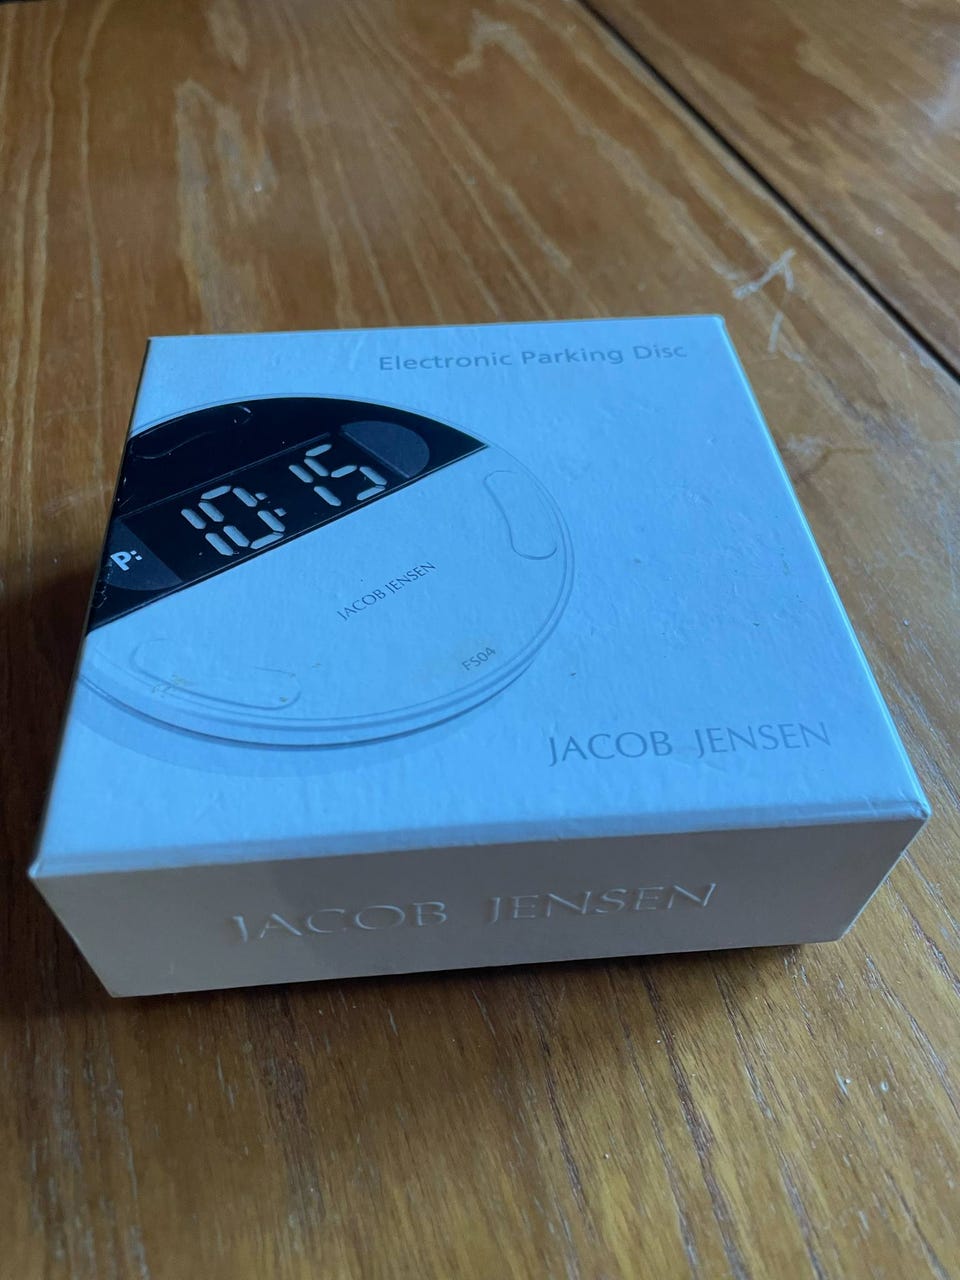 Electronic Parking Disc
P: 10:15
JACOB JENSEN
FS04
JACOB JENSEN
JACOB JENSEN